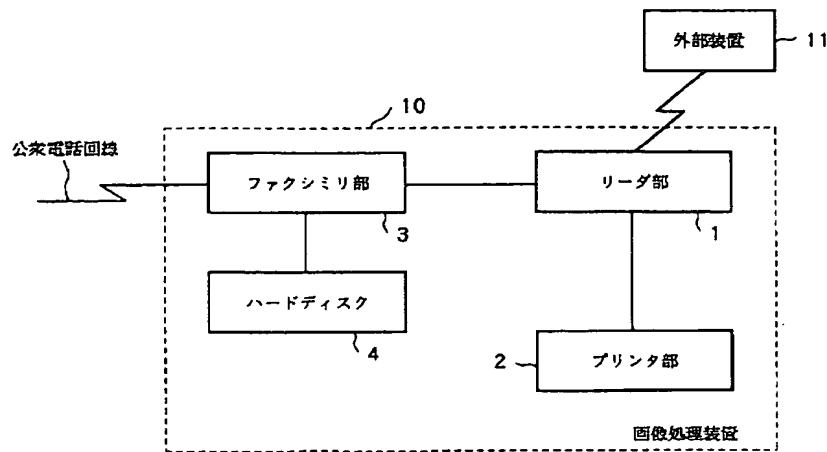 外部装置
11
10
公衆電話回線
ファクシミリ部
リーダ部
3
1
ハードディスク
4
2
プリンタ部
画像処理装置